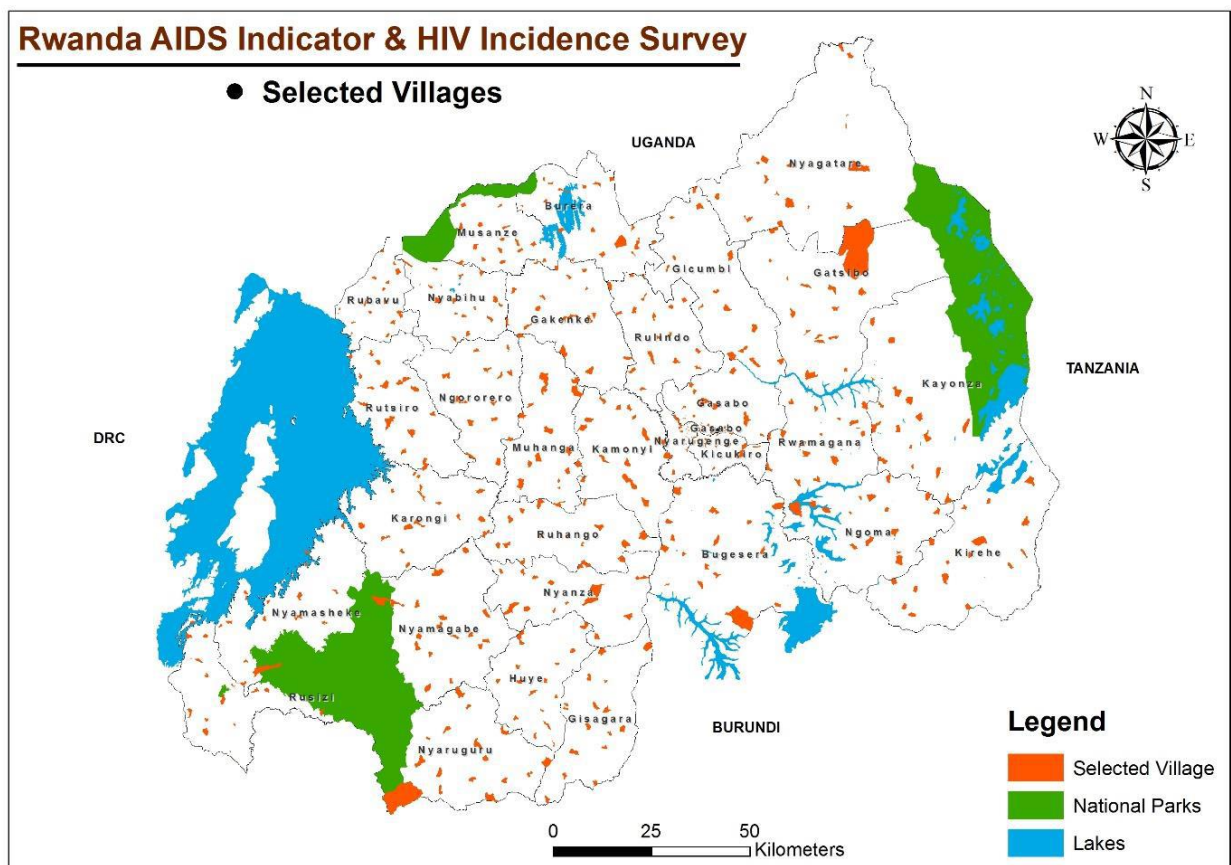 Rwanda AIDS Indicator & HIV Incidence Survey
Selected Villages
N
W E
S
UGANDA
Nyagatare
Burera
Musanze
Gicumbi
Gatsibo
Rubavu
Nyabihu
Gakenke
Rulindo
TANZANIA
Kayonza
Ngororero
Rutsiro
Gasabo
Gasabo
DRC
Nyarugenge
Rwamagana
Muhanga
Kamonyi
Kicukiro
Karongi
Ruhango
Ngoma
Bugesera
Kirehe
Nyanza
Nyamasheke
Nyamagabe
Huye
Rusizi
Gisagara
BURUNDI
Nyaruguru
Legend
Selected Village
National Parks
Lakes
0 25 50
Kilometers